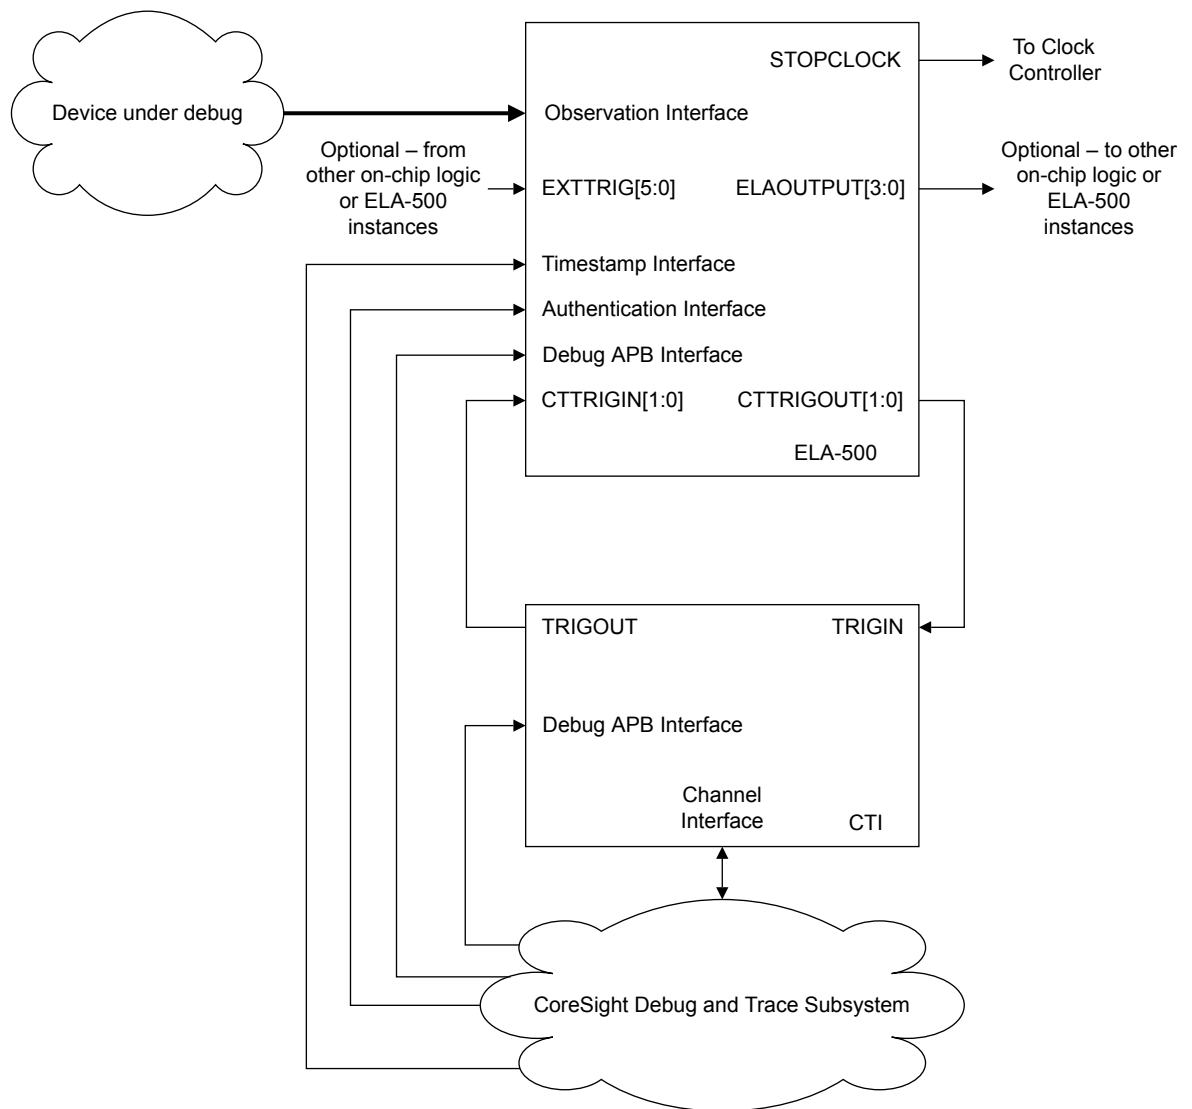 STOPCLOCK
To Clock
Controller
Device under debug
Observation Interface
Optional – from
other on-chip logic
or ELA-500
instances
Optional – to other
on-chip logic or
ELA-500
instances
EXTTRIG[5:0]
ELAOUTPUT[3:0]
Timestamp Interface
Authentication Interface
Debug APB Interface
CTTRIGIN[1:0]
CTTRIGOUT[1:0]
ELA-500
TRIGOUT
TRIGIN
Debug APB Interface
Channel
Interface
CTI
CoreSight Debug and Trace Subsystem